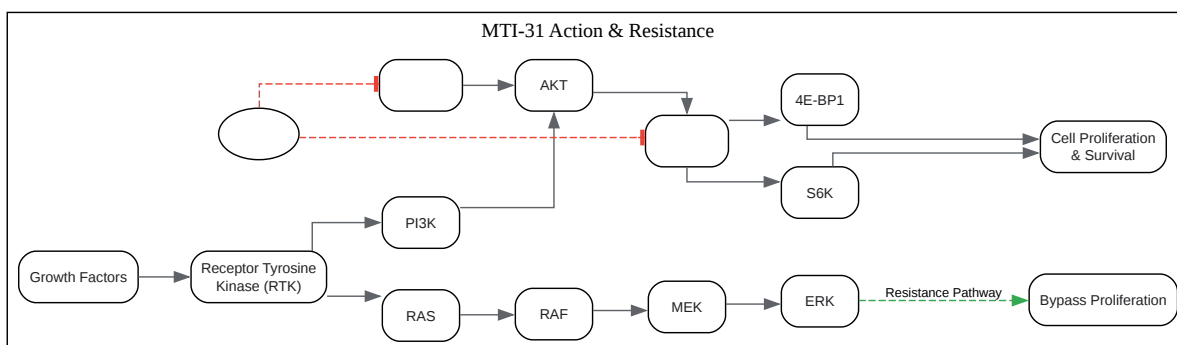 MTI-31 Action & Resistance
AKT
4E-BP1
Cell Proliferation
& Survival
S6K
PI3K
Growth Factors
Receptor Tyrosine
Kinase (RTK)
RAS
RAF
MEK
ERK
Resistance Pathway
Bypass Proliferation